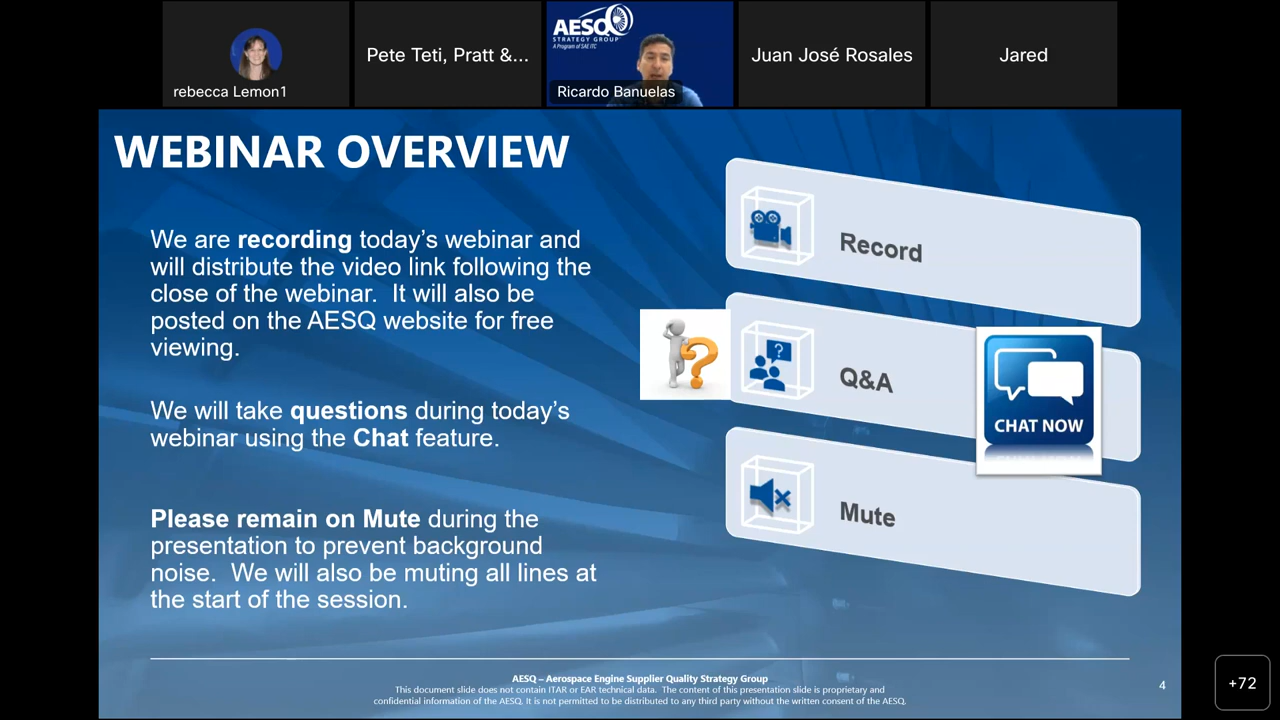 AESQ
STRATEGY GROUP
A Program of SAE ITC
rebecca Lemon1
Pete Teti, Pratt &...
Ricardo Banuelas
Juan José Rosales
Jared
WEBINAR OVERVIEW
We are recording today's webinar and
will distribute the video link following the
close of the webinar. It will also be
posted on the AESQ website for free
viewing.
We will take questions during today's
webinar using the Chat feature.
Please remain on Mute during the
presentation to prevent background
noise. We will also be muting all lines at
the start of the session.
Record
Q&A
CHAT NOW
Mute
AESQ – Aerospace Engine Supplier Quality Strategy Group
This document slide does not contain ITAR or EAR technical data. The content of this presentation slide is proprietary and
confidential information of the AESQ. It is not permitted to be distributed to any third party without the written consent of the AESQ.
4
+72